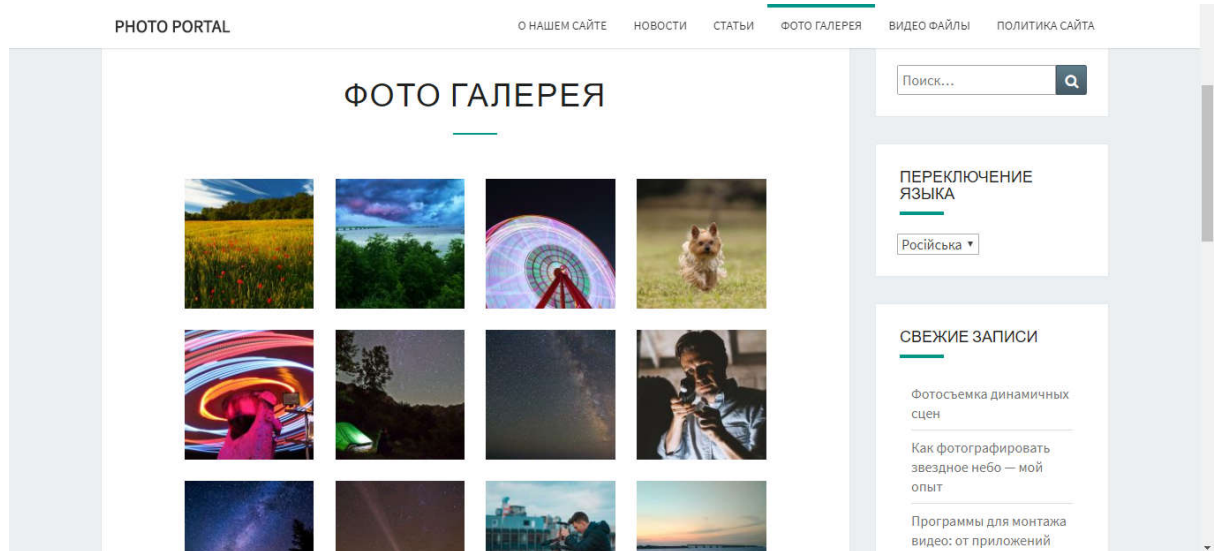 PHOTO PORTAL
О НАШЕМ САЙТЕ НОВОСТИ СТАТЬИ ФОТО ГАЛЕРЕЯ ВИДЕО ФАЙЛЫ ПОЛИТИКА САЙТА
ФОТО ГАЛЕРЕЯ
Поиск…
ПЕРЕКЛЮЧЕНИЕ
ЯЗЫКА
Російська
СВЕЖИЕ ЗАПИСИ
Фотосъемка динамичных
сцен
Как фотографировать
звездное небо — мой
опыт
Программы для монтажа
видео: от приложений